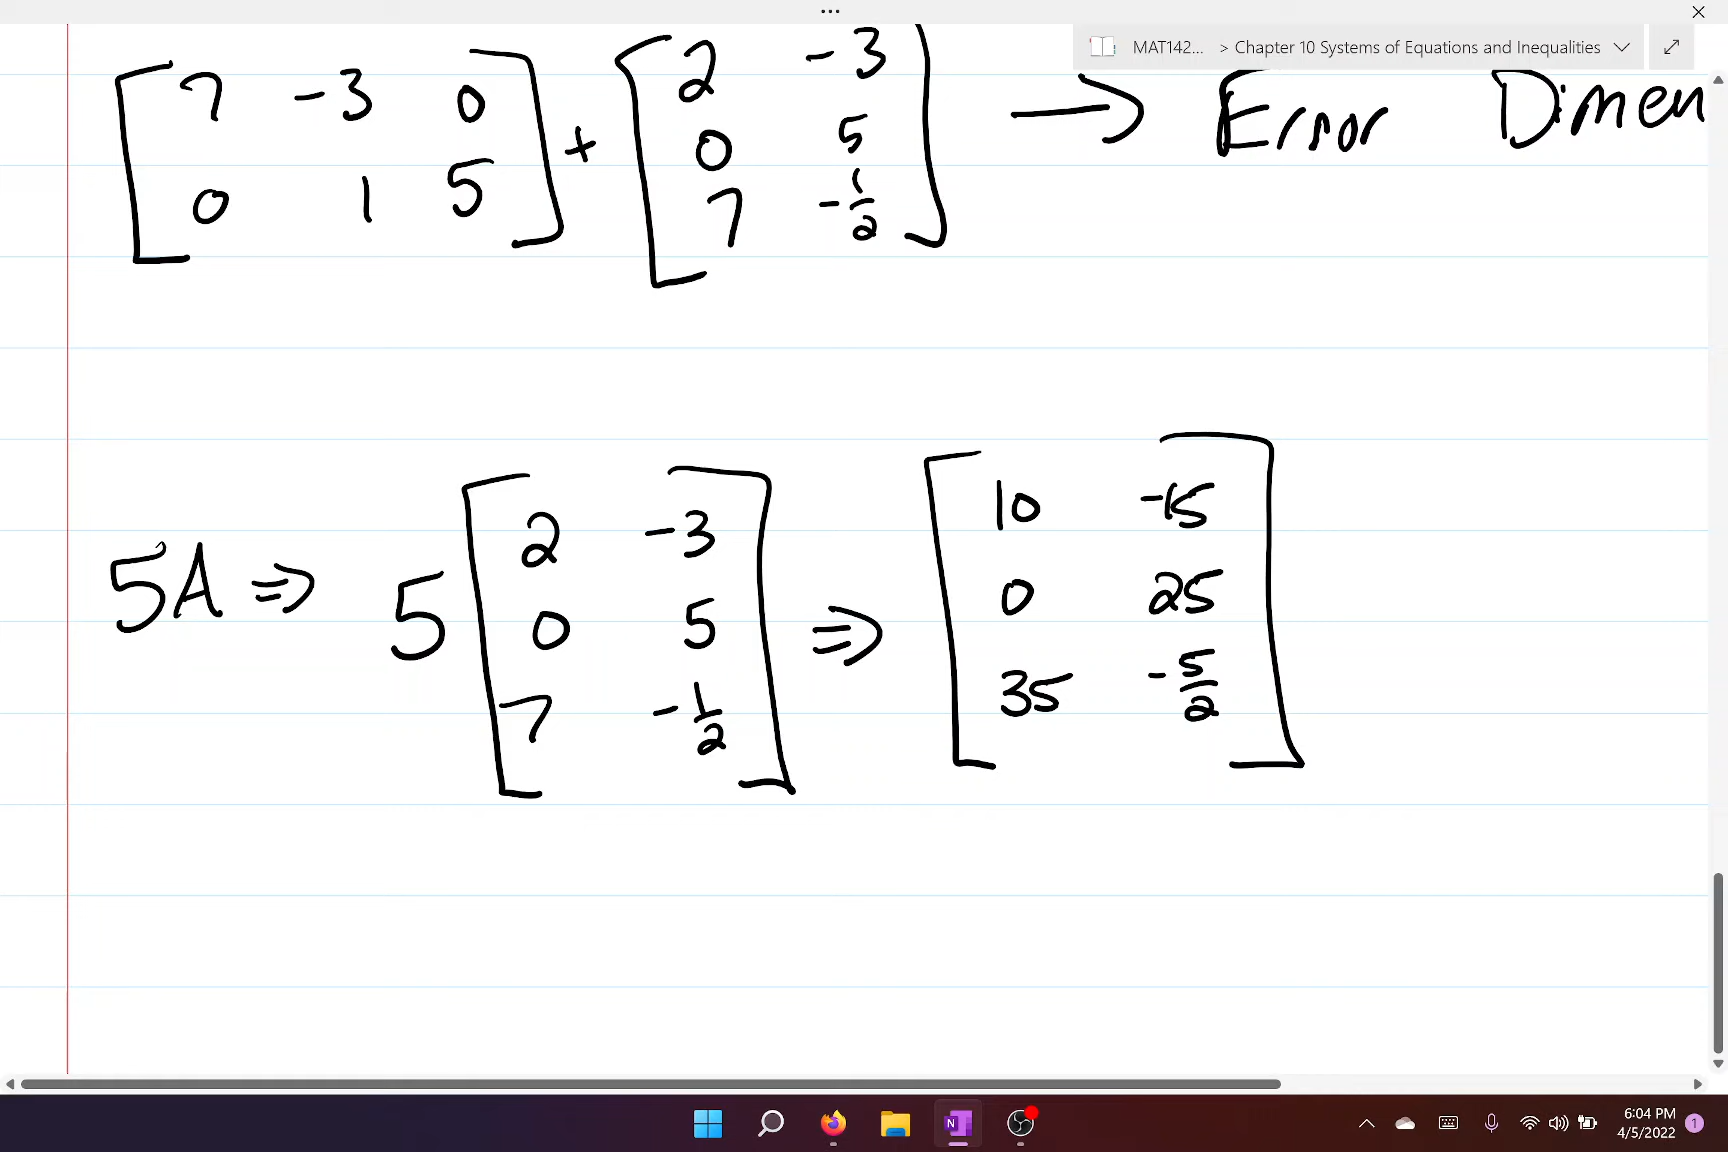 MAT142... > Chapter 10 Systems of Equations and Inequalities
[7 -3 0; 0 1 5] + [2 -3; 0 5; 7 -1/2] → Error Dimen
5A ⇒ 5 [2 -3; 0 5; 7 -1/2] ⇒ [10 -15; 0 25; 35 -5/2]
6:04 PM
4/5/2022
1